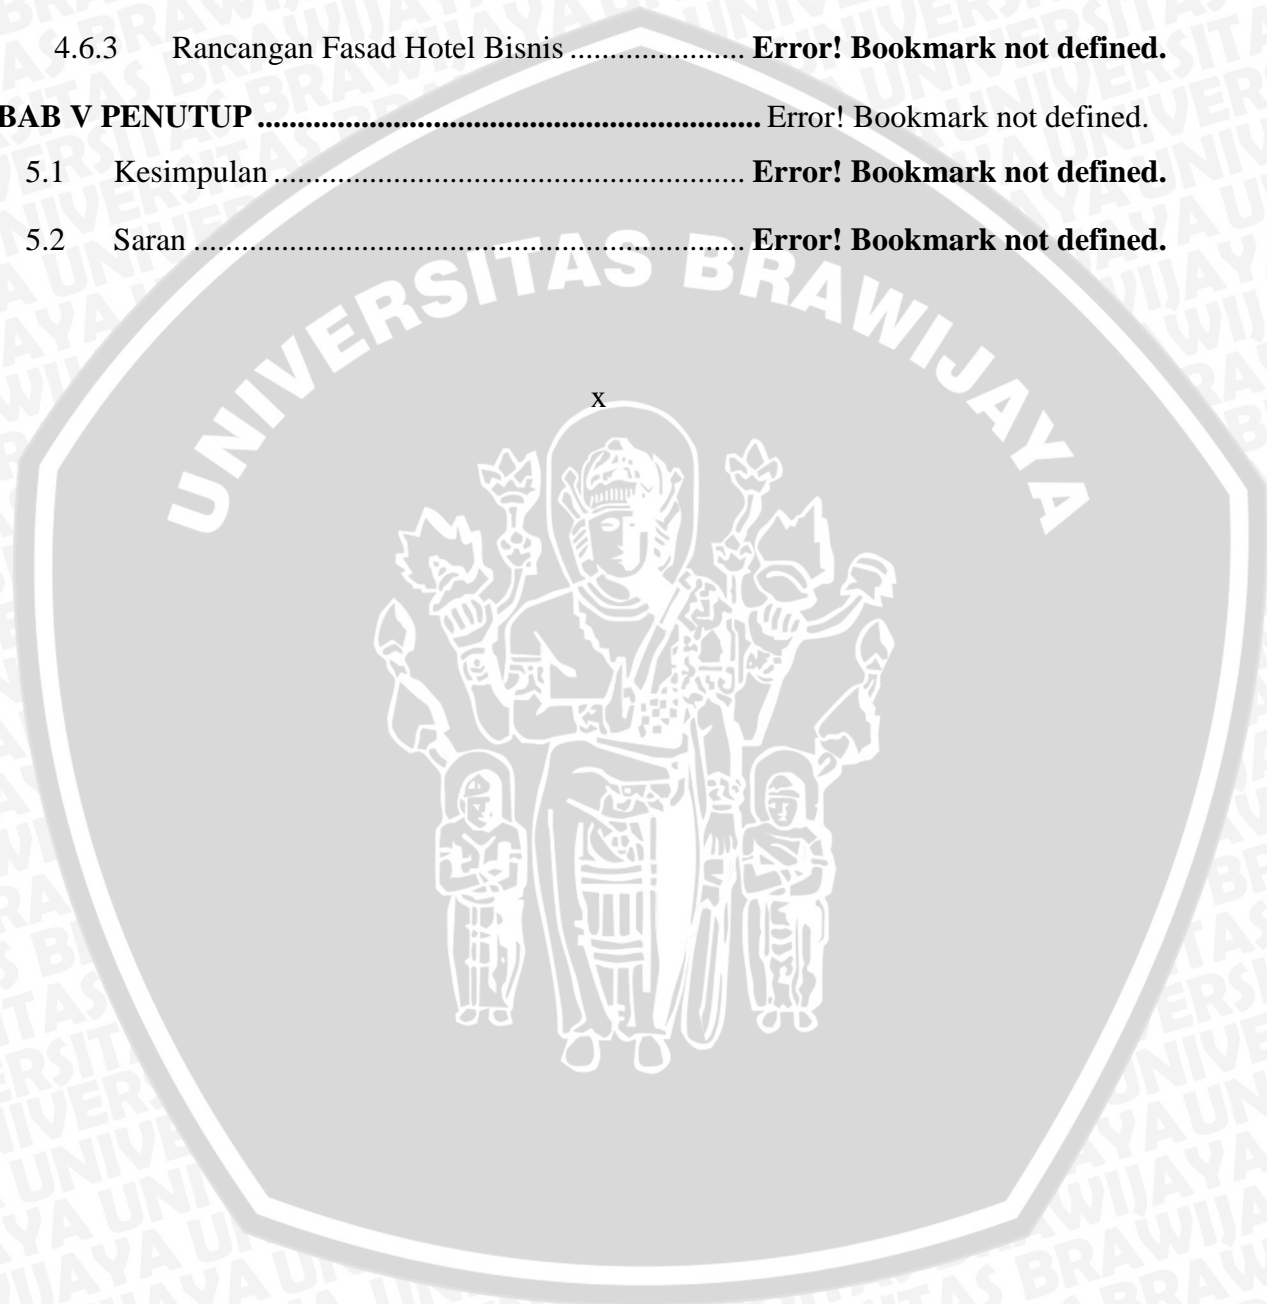 4.6.3 Rancangan Fasad Hotel Bisnis ...................... Error! Bookmark not defined.
BAB V PENUTUP ................................................................ Error! Bookmark not defined.
5.1 Kesimpulan ........................................................... Error! Bookmark not defined.
5.2 Saran ..................................................................... Error! Bookmark not defined.
UNIVERSITAS BRAWIJAYA
x